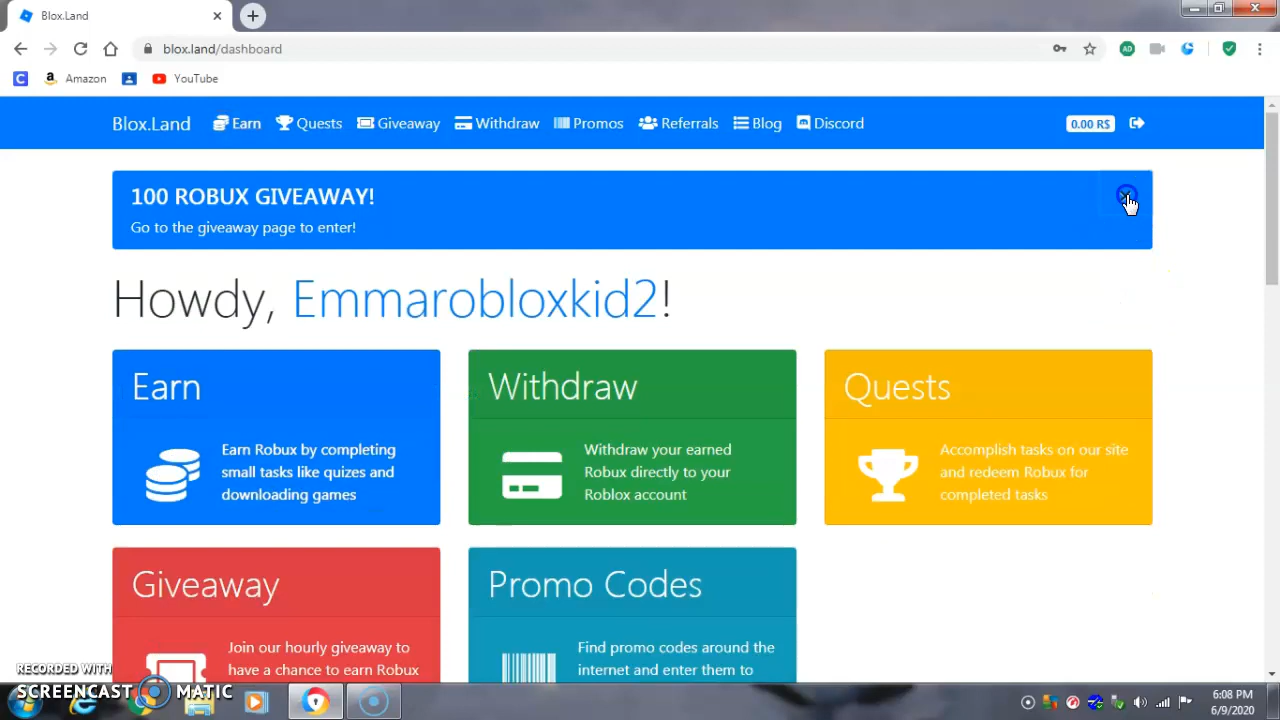 Blox.Land
blox.land/dashboard
Amazon
YouTube
Blox.Land Earn Quests Giveaway Withdraw Promos Referrals Blog Discord 0.00 R$
100 ROBUX GIVEAWAY!
Go to the giveaway page to enter!
Howdy, Emmarobloxkid2!
Earn
Earn Robux by completing
small tasks like quizes and
downloading games
Withdraw
Withdraw your earned
Robux directly to your
Roblox account
Quests
Accomplish tasks on our site
and redeem Robux for
completed tasks
Giveaway
Join our hourly giveaway to
have a chance to earn Robux
Promo Codes
Find promo codes around the
internet and enter them to
RECORDED WITH
SCREENCAST MATIC
6:08 PM
6/9/2020